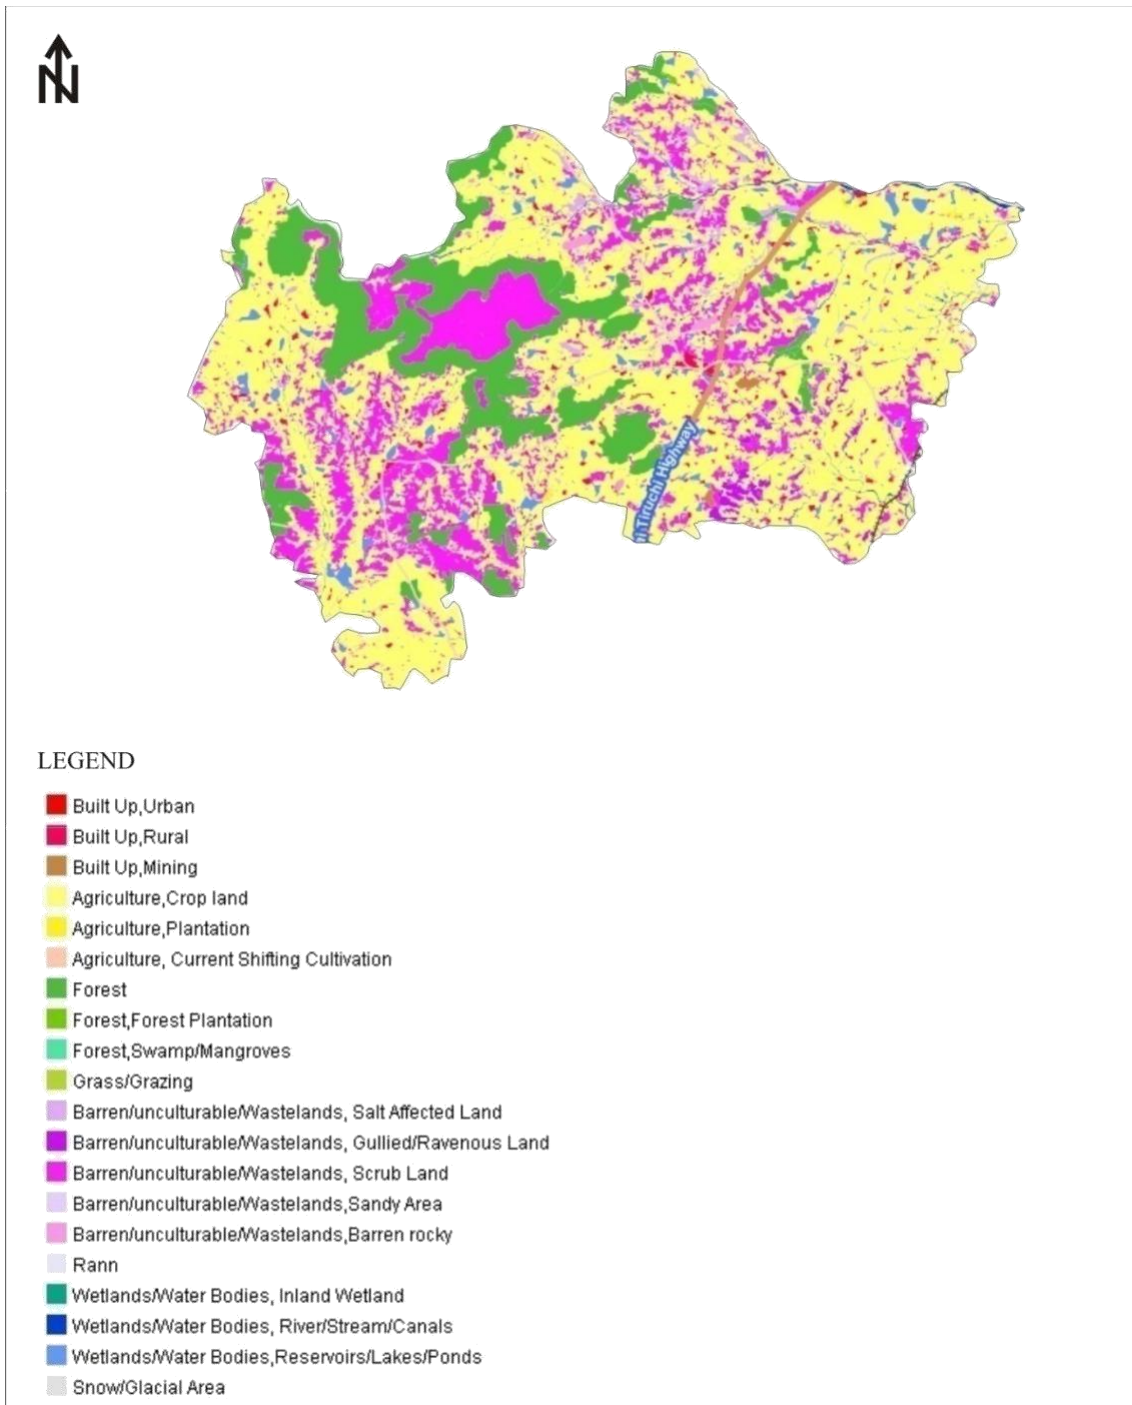 N
i Tiruchi Highway
LEGEND
Built Up,Urban
Built Up,Rural
Built Up,Mining
Agriculture,Crop land
Agriculture,Plantation
Agriculture, Current Shifting Cultivation
Forest
Forest,Forest Plantation
Forest,Swamp/Mangroves
Grass/Grazing
Barren/unculturable/Wastelands, Salt Affected Land
Barren/unculturable/Wastelands, Gullied/Ravenous Land
Barren/unculturable/Wastelands, Scrub Land
Barren/unculturable/Wastelands,Sandy Area
Barren/unculturable/Wastelands,Barren rocky
Rann
Wetlands/Water Bodies, Inland Wetland
Wetlands/Water Bodies, River/Stream/Canals
Wetlands/Water Bodies,Reservoirs/Lakes/Ponds
Snow/Glacial Area